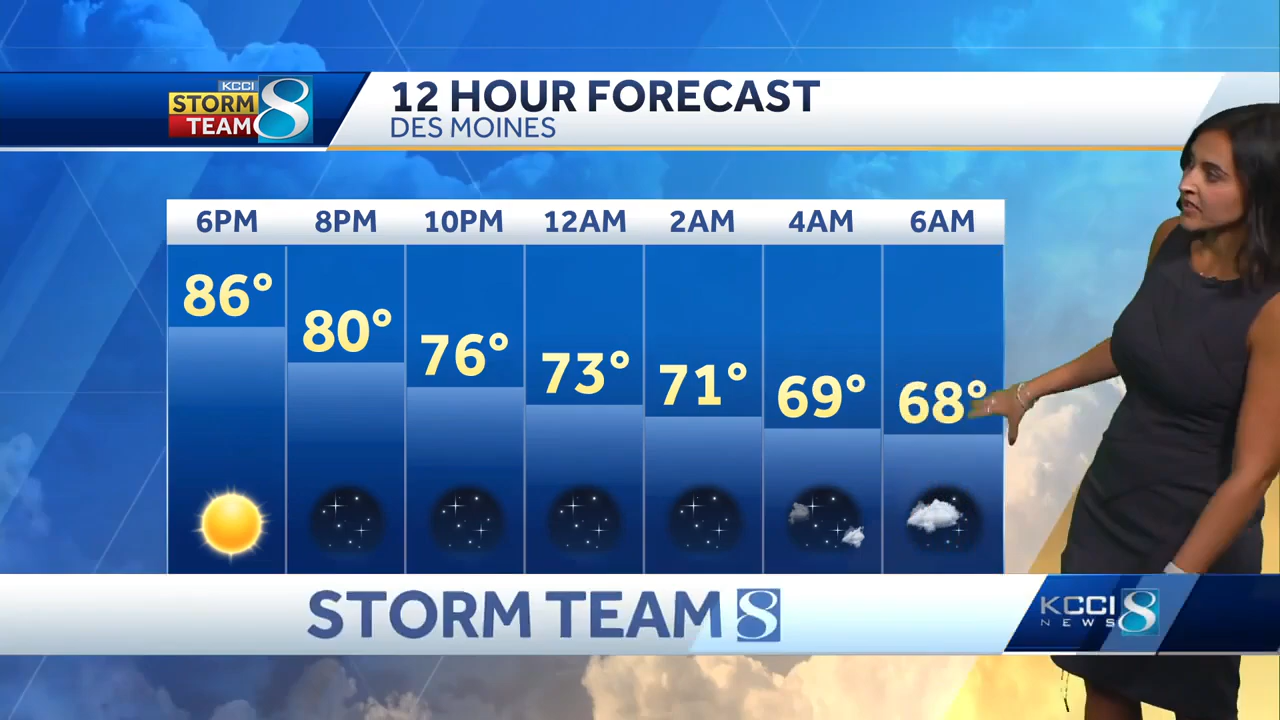 KCCI
STORM
TEAM 8
12 HOUR FORECAST
DES MOINES
6PM 8PM 10PM 12AM 2AM 4AM 6AM
86° 80° 76° 73° 71° 69° 68°
STORM TEAM 8
KCCI 8
NEWS